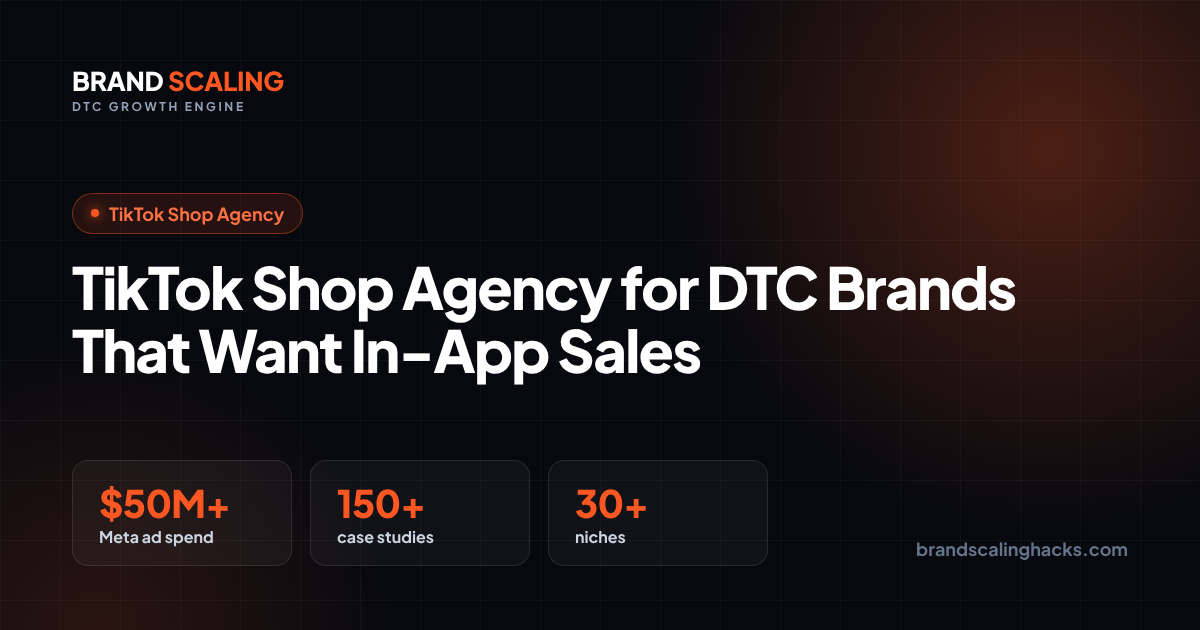 BRAND SCALING
DTC GROWTH ENGINE
TikTok Shop Agency
TikTok Shop Agency for DTC Brands
That Want In-App Sales
$50M+
Meta ad spend
150+
case studies
30+
niches
brandscalinghacks.com